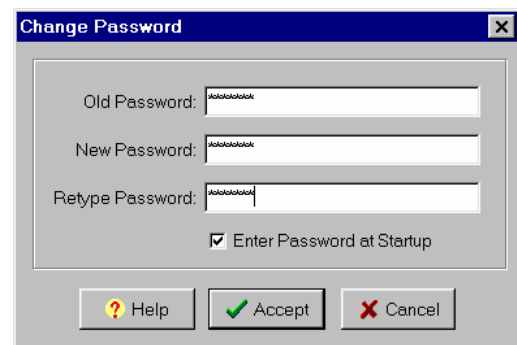 Change Password
Old Password: ********
New Password: ********
Retype Password: ********
Enter Password at Startup
? Help Accept Cancel